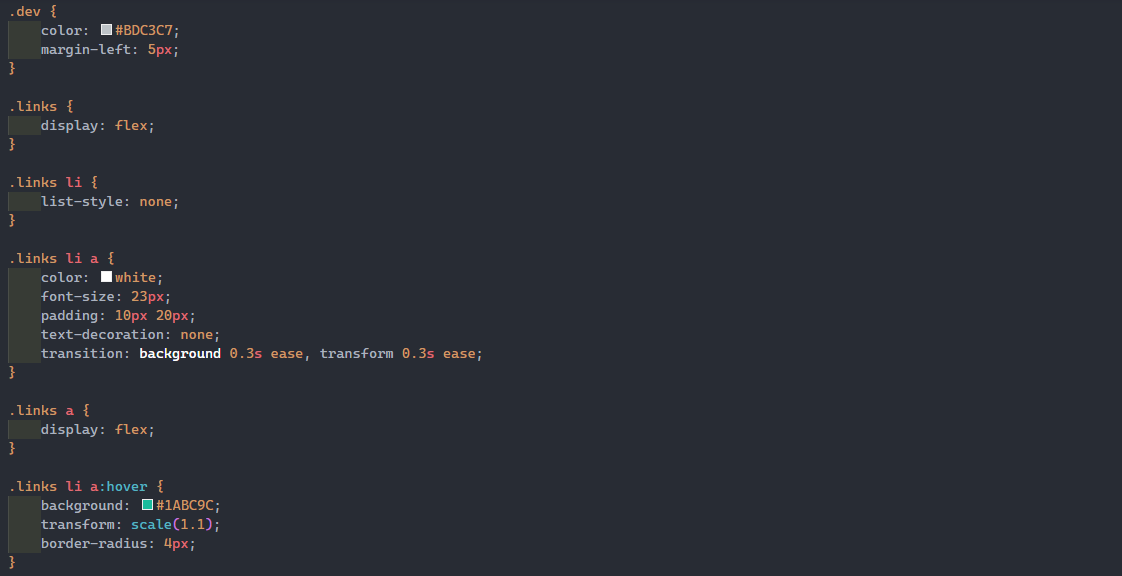 .dev {
    color: #BDC3C7;
    margin-left: 5px;
}

.links {
    display: flex;
}

.links li {
    list-style: none;
}

.links li a {
    color: white;
    font-size: 23px;
    padding: 10px 20px;
    text-decoration: none;
    transition: background 0.3s ease, transform 0.3s ease;
}

.links a {
    display: flex;
}

.links li a:hover {
    background: #1ABC9C;
    transform: scale(1.1);
    border-radius: 4px;
}